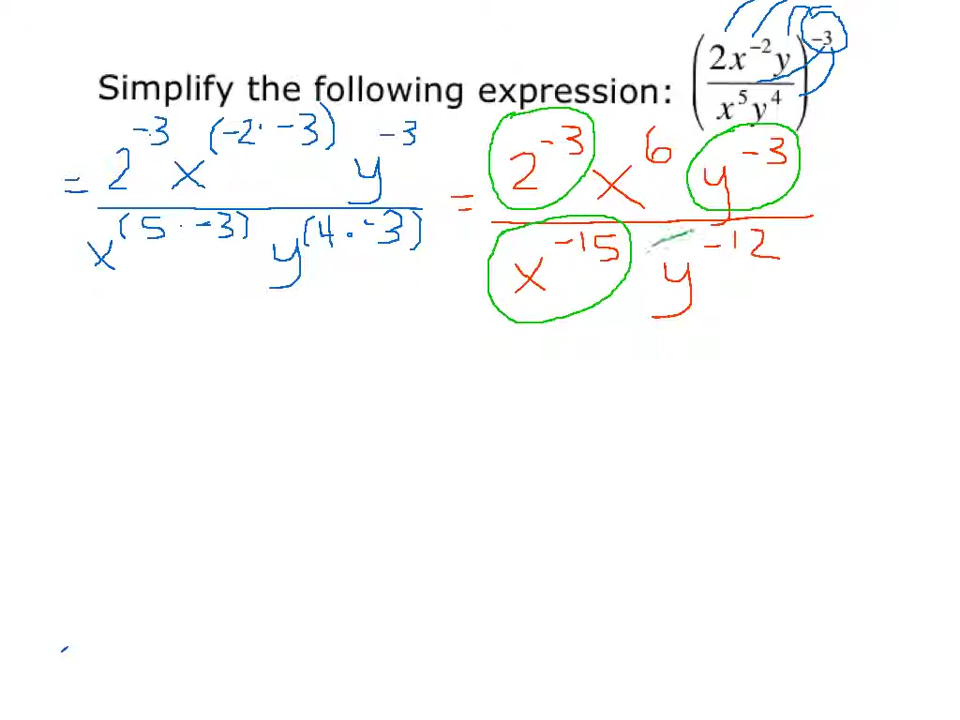 Simplify the following expression: (2x^-2 y / x^5 y^4)^-3
= 2^-3 x^(-2· -3) y^-3 / x^(5 · -3) y^(4 · -3) = 2^-3 x^6 y^-3 / x^-15 y^-12